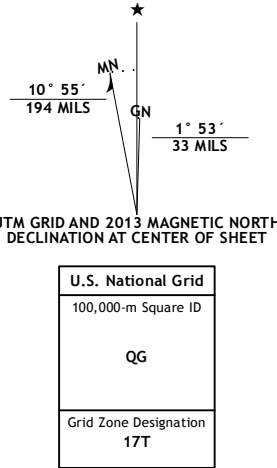 ★
MN
GN
10° 55´
194 MILS
1° 53´
33 MILS
UTM GRID AND 2013 MAGNETIC NORTH
DECLINATION AT CENTER OF SHEET
U.S. National Grid
100,000-m Square ID
QG
Grid Zone Designation
17T